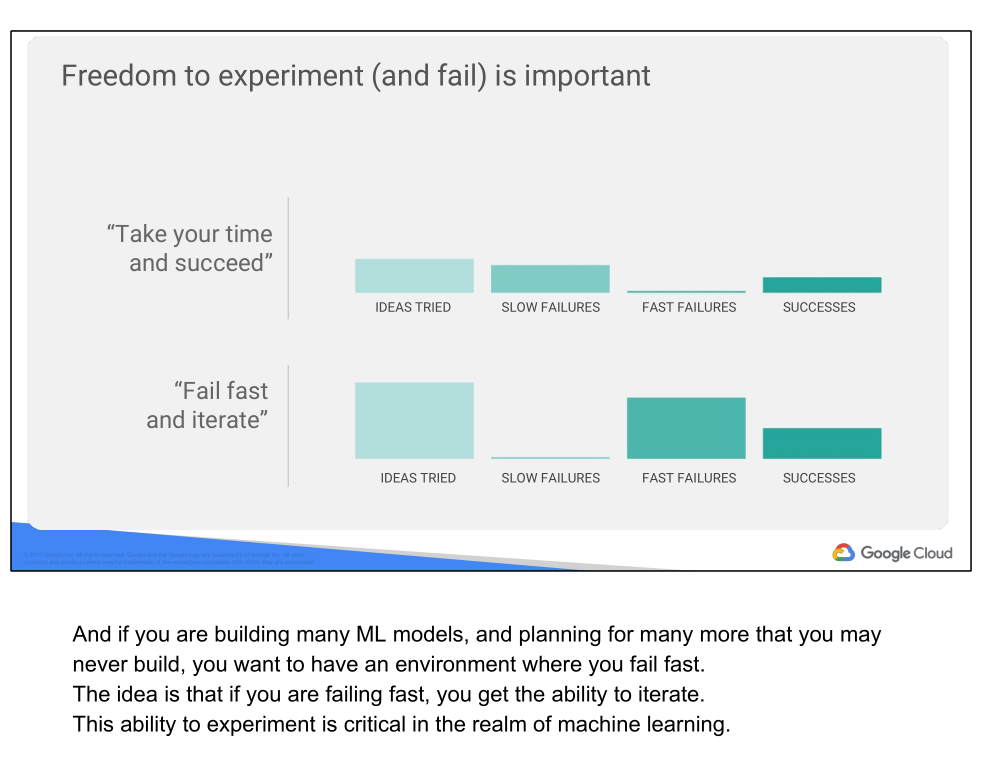 Freedom to experiment (and fail) is important
“Take your time
and succeed”
IDEAS TRIED SLOW FAILURES FAST FAILURES SUCCESSES
“Fail fast
and iterate”
IDEAS TRIED SLOW FAILURES FAST FAILURES SUCCESSES
Google Cloud
And if you are building many ML models, and planning for many more that you may
never build, you want to have an environment where you fail fast.
The idea is that if you are failing fast, you get the ability to iterate.
This ability to experiment is critical in the realm of machine learning.